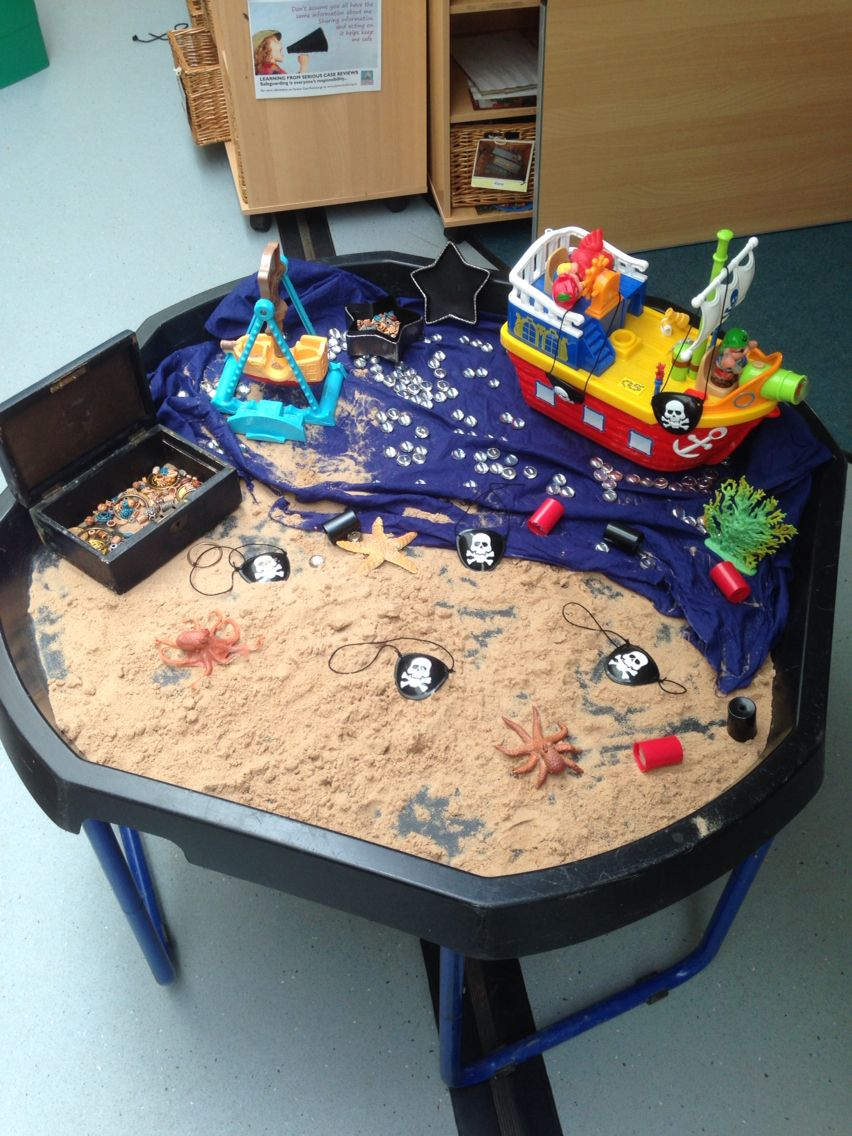 Don't assume you all have the
same information about me
Sharing information
and acting on
it helps keep
me safe.
LEARNING FROM SERIOUS CASE REVIEWS
Safeguarding is everyone's responsibility...